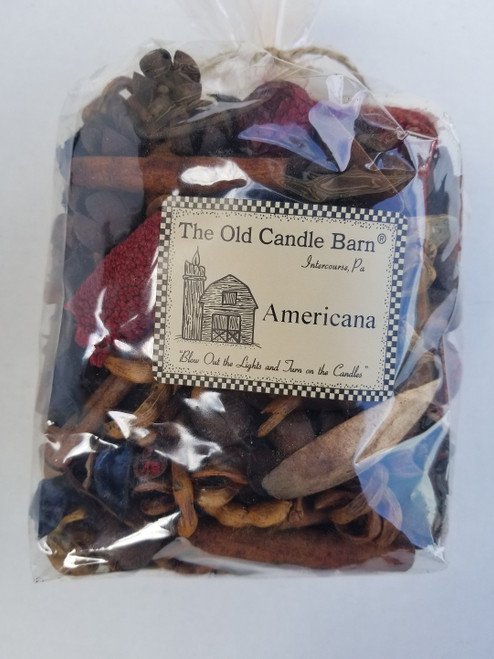 The Old Candle Barn®
Intercourse, Pa
Americana
"Blow Out the Lights and Turn on the Candles"